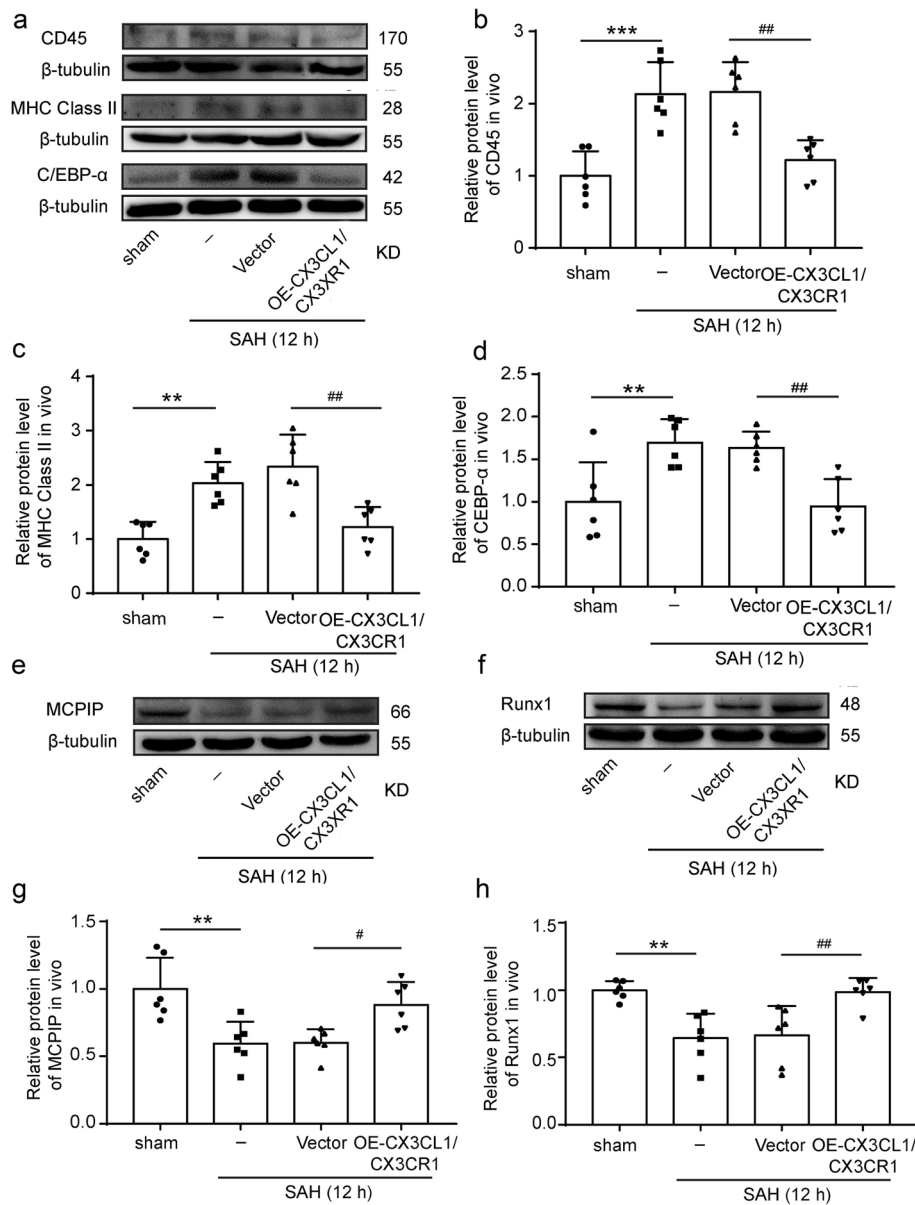 a
CD45
170
β-tubulin
55
MHC Class II
28
β-tubulin
55
C/EBP-α
42
β-tubulin
55
sham
–
Vector
OE-CX3CL1/
CX3XR1
KD
SAH (12 h)
b
Relative protein level
of CD45 in vivo
3
2
1
0
***
##
sham
–
Vector
OE-CX3CL1/
CX3CR1
SAH (12 h)
c
Relative protein level
of MHC Class II in vivo
4
3
2
1
0
**
##
sham
–
Vector
OE-CX3CL1/
CX3CR1
SAH (12 h)
d
Relative protein level
of CEBP-α in vivo
2.5
2.0
1.5
1.0
0.5
0.0
**
##
sham
–
Vector
OE-CX3CL1/
CX3CR1
SAH (12 h)
e
MCPIP
66
β-tubulin
55
sham
–
Vector
OE-CX3CL1/
CX3XR1
KD
SAH (12 h)
f
Runx1
48
β-tubulin
55
sham
–
Vector
OE-CX3CL1/
CX3XR1
KD
SAH (12 h)
g
Relative protein level
of MCPIP in vivo
1.5
1.0
0.5
0.0
**
#
sham
–
Vector
OE-CX3CL1/
CX3CR1
SAH (12 h)
h
Relative protein level
of Runx1 in vivo
1.5
1.0
0.5
0.0
**
##
sham
–
Vector
OE-CX3CL1/
CX3CR1
SAH (12 h)